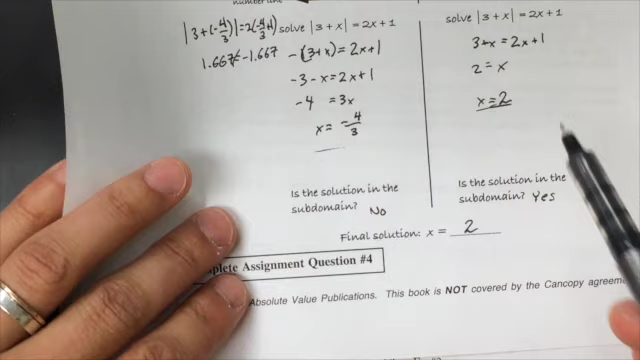 number line
|3+(-4/3)|=2(-4/3)+1
1.667≠-1.667
solve |3 + x| = 2x + 1
-(3+x) = 2x+1
-3-x=2x+1
-4 = 3x
x = -4/3
Is the solution in the
subdomain? No
solve |3 + x| = 2x + 1
3+x = 2x+1
2 = x
x=2
Is the solution in the
subdomain? Yes
Final solution: x = 2
plete Assignment Question #4
Absolute Value Publications. This book is NOT covered by the Cancopy agreeme